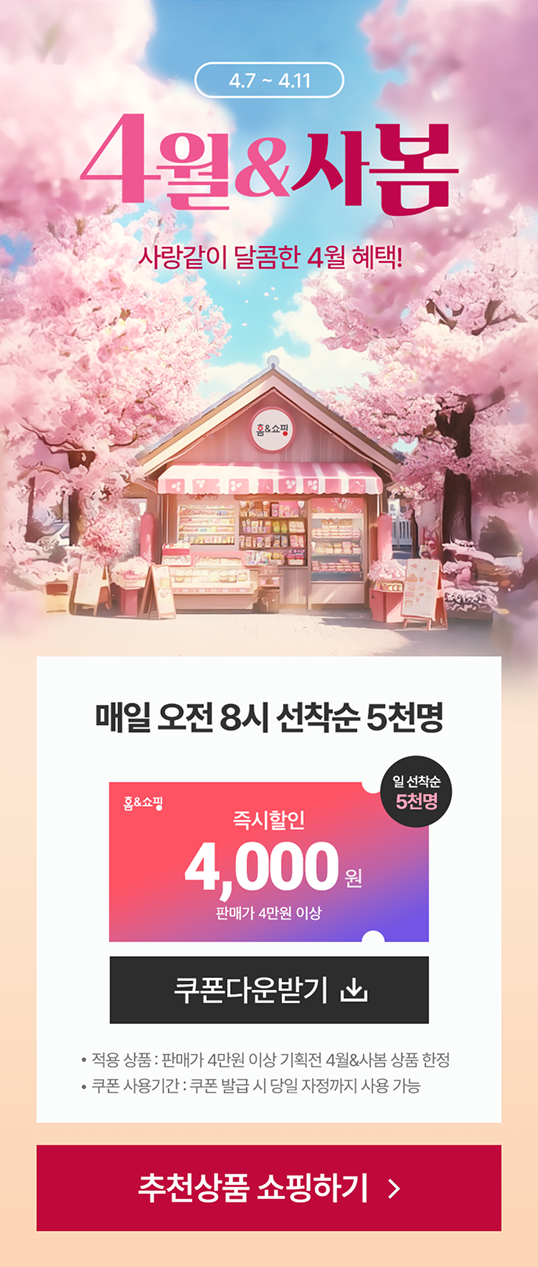 4.7 ~ 4.11
4월&사봄
사랑같이 달콤한 4월 혜택!
홈&쇼핑
매일 오전 8시 선착순 5천명
일 선착순
5천명
홈&쇼핑
즉시할인
4,000 원
판매가 4만원 이상
쿠폰다운받기
• 적용 상품 : 판매가 4만원 이상 기획전 4월&사봄 상품 한정
• 쿠폰 사용기간 : 쿠폰 발급 시 당일 자정까지 사용 가능
추천상품 쇼핑하기 >